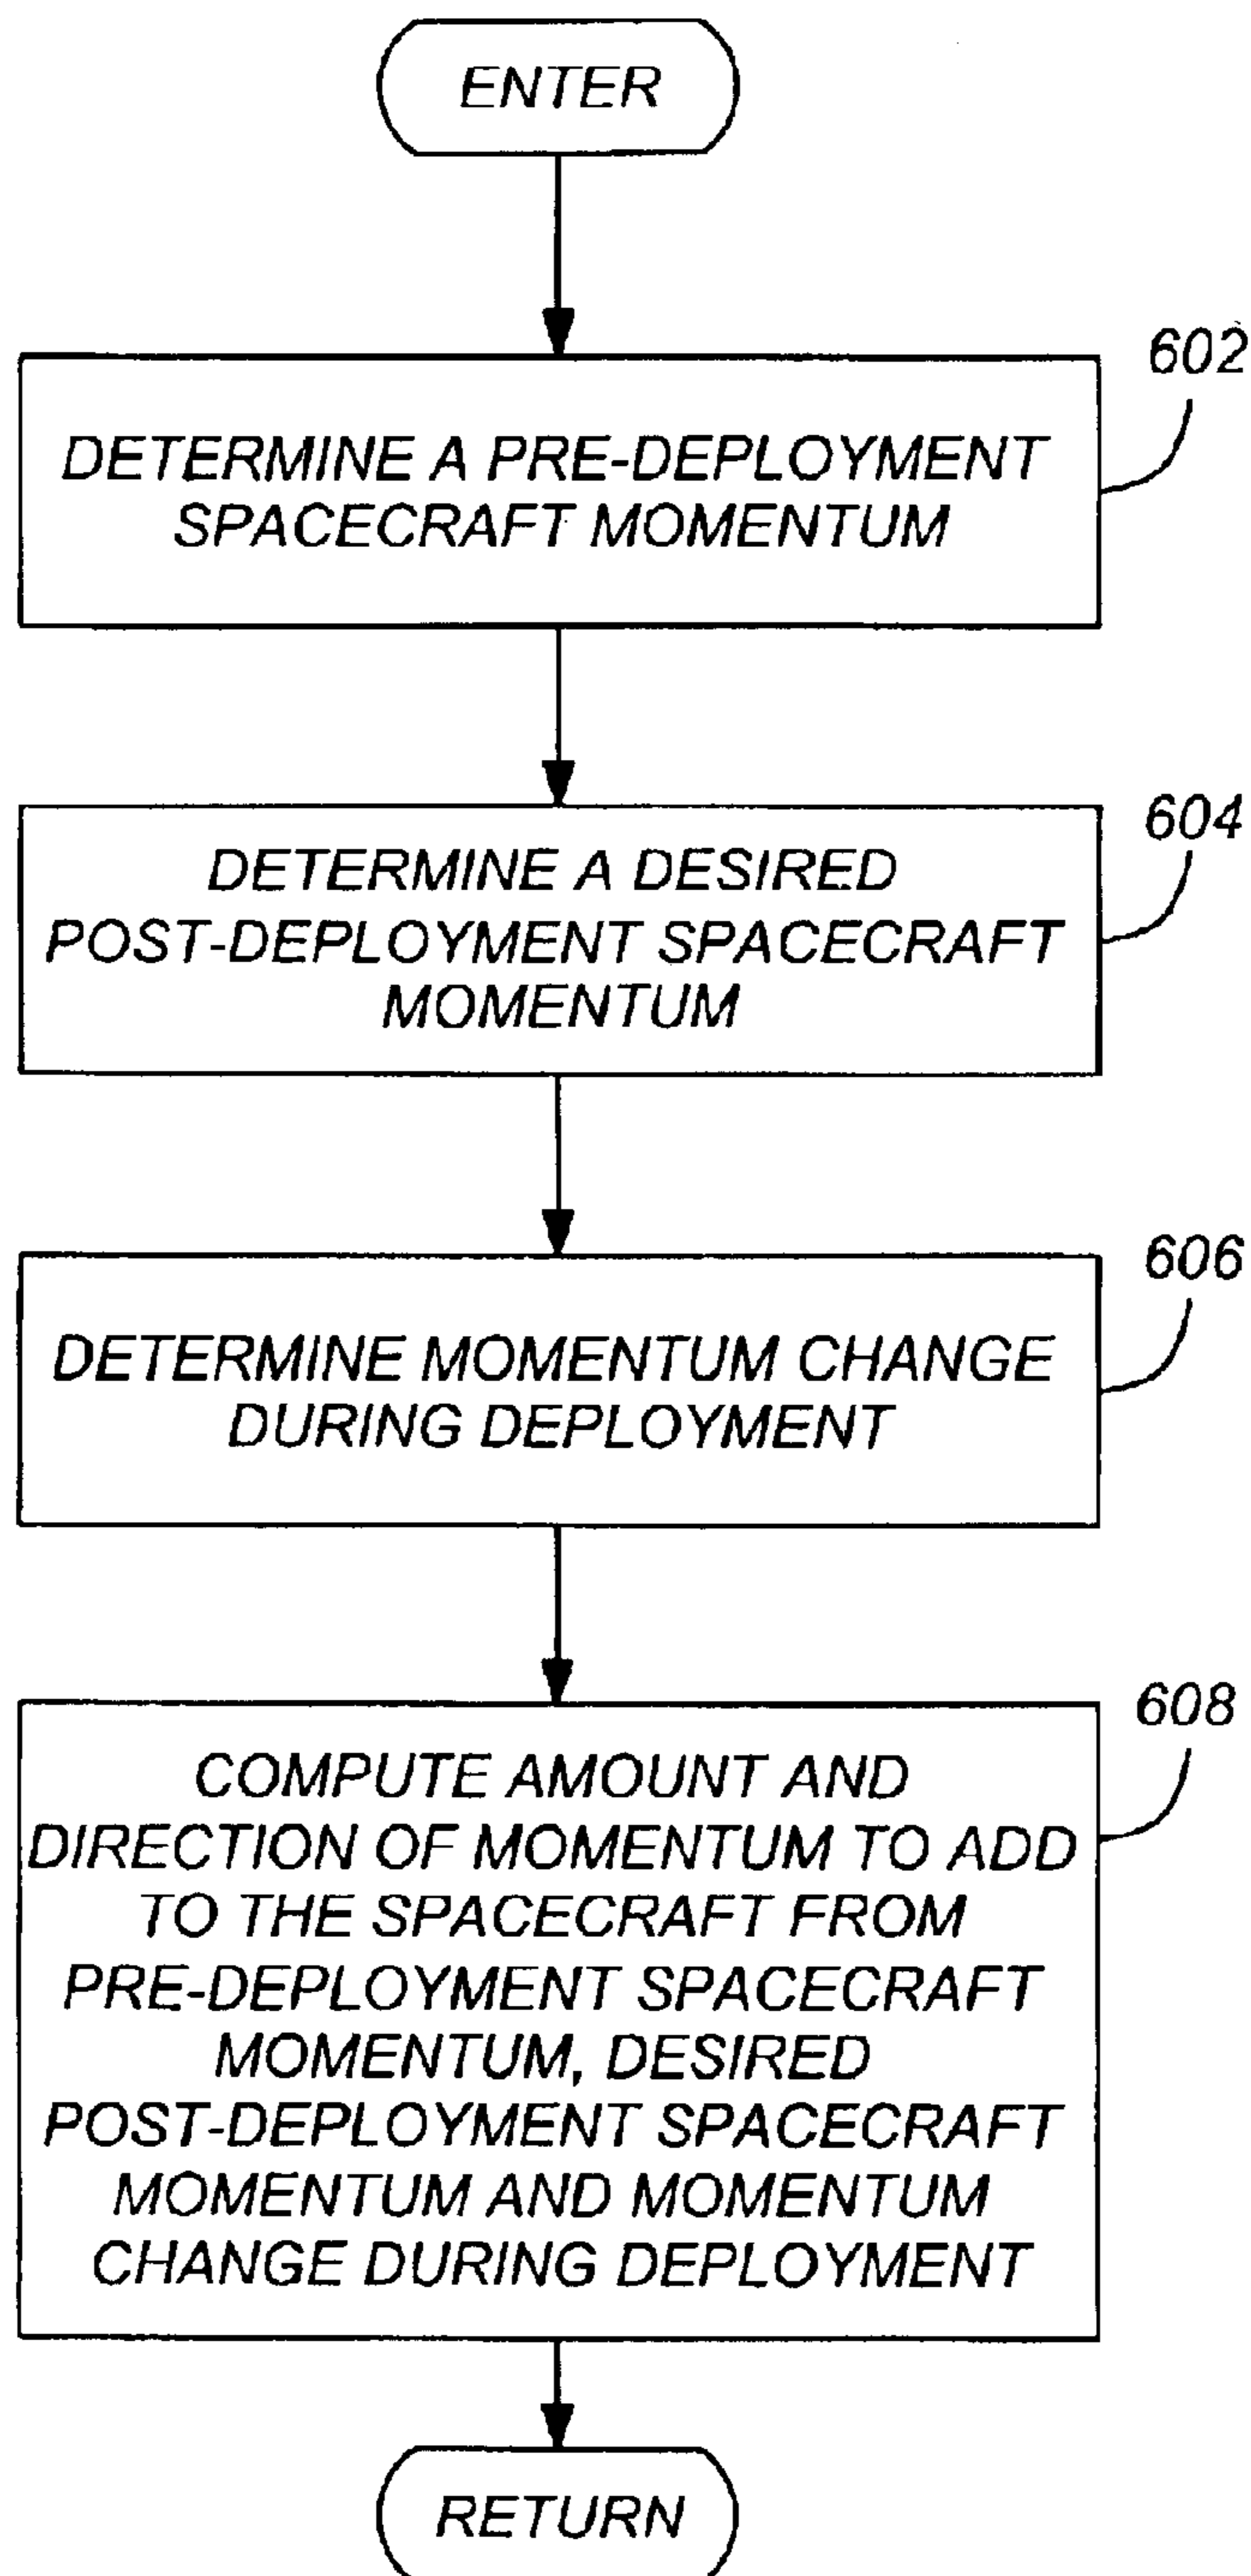 ENTER
602
DETERMINE A PRE-DEPLOYMENT
SPACECRAFT MOMENTUM
604
DETERMINE A DESIRED
POST-DEPLOYMENT SPACECRAFT
MOMENTUM
606
DETERMINE MOMENTUM CHANGE
DURING DEPLOYMENT
608
COMPUTE AMOUNT AND
DIRECTION OF MOMENTUM TO ADD
TO THE SPACECRAFT FROM
PRE-DEPLOYMENT SPACECRAFT
MOMENTUM, DESIRED
POST-DEPLOYMENT SPACECRAFT
MOMENTUM AND MOMENTUM
CHANGE DURING DEPLOYMENT
RETURN